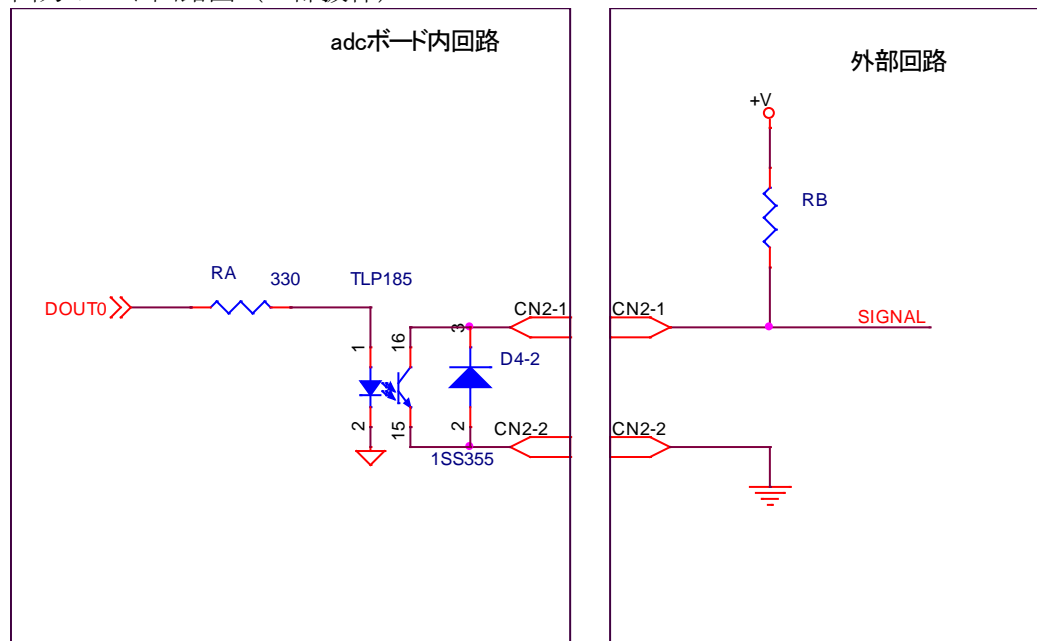 adcボード内回路
外部回路
+V
RB
RA
330
TLP185
DOUT0
CN2-1
CN2-1
SIGNAL
1
16
3
D4-2
2
15
2
CN2-2
CN2-2
1SS355